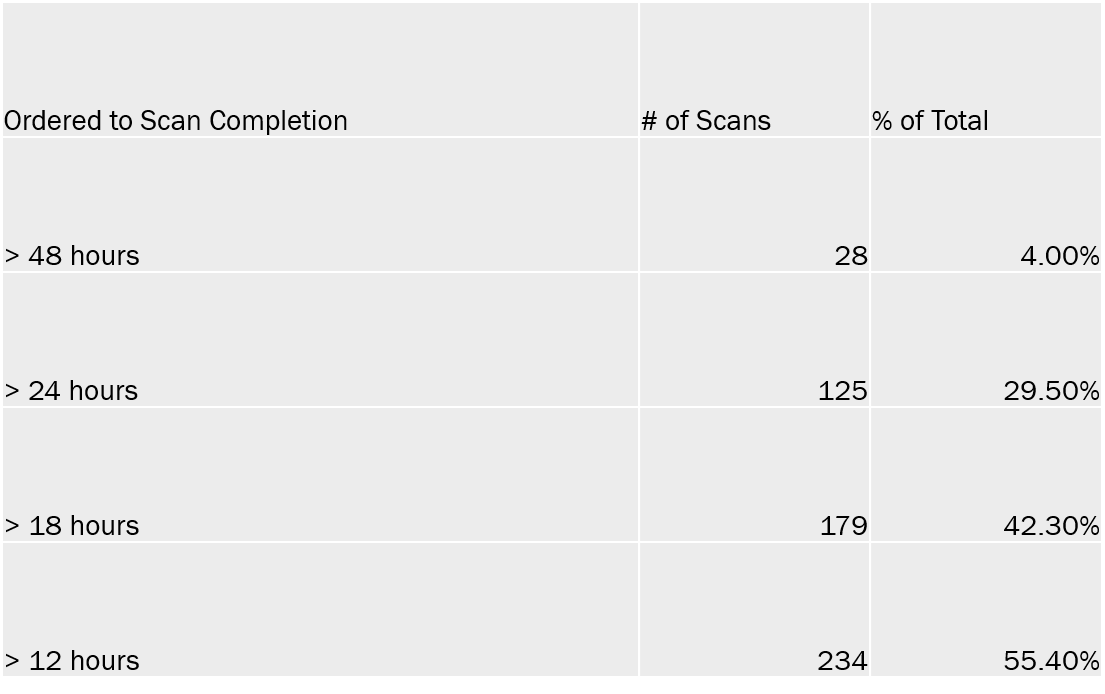 Ordered to Scan Completion # of Scans % of Total
> 48 hours 28 4.00%
> 24 hours 125 29.50%
> 18 hours 179 42.30%
> 12 hours 234 55.40%